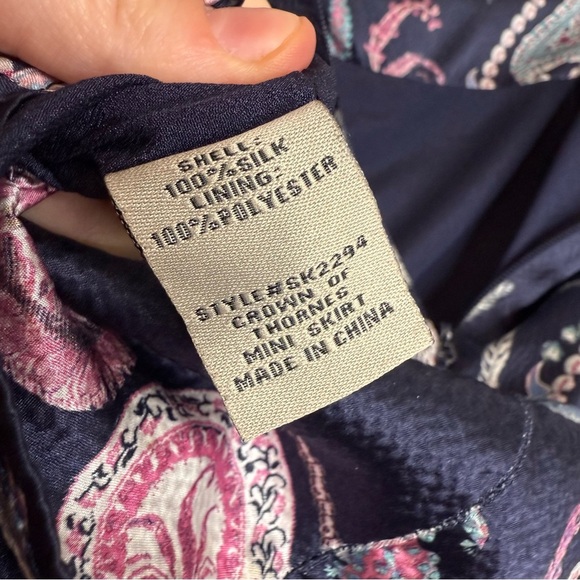 SHELL:
100%SILK
LINING:
100%POLYESTER
STYLE#SK2294
CROWN OF
THORNES
MINI SKIRT
MADE IN CHINA